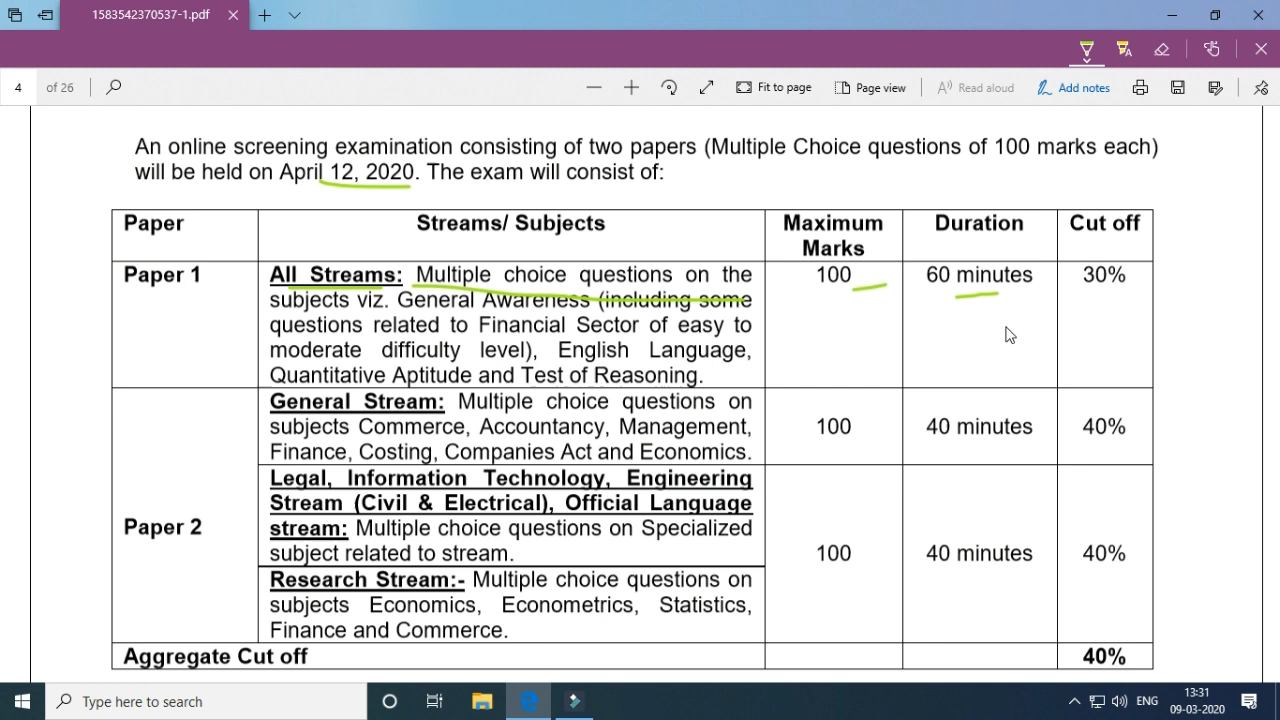 1583542370537-1.pdf
4 of 26
Fit to page
Page view
Read aloud
Add notes
An online screening examination consisting of two papers (Multiple Choice questions of 100 marks each)
will be held on April 12, 2020. The exam will consist of:
Paper Streams/ Subjects Maximum Marks Duration Cut off
Paper 1
All Streams: Multiple choice questions on the
subjects viz. General Awareness (including some
questions related to Financial Sector of easy to
moderate difficulty level), English Language,
Quantitative Aptitude and Test of Reasoning.
100 60 minutes 30%
Paper 2
General Stream: Multiple choice questions on
subjects Commerce, Accountancy, Management,
Finance, Costing, Companies Act and Economics.
100 40 minutes 40%
Legal, Information Technology, Engineering
Stream (Civil & Electrical), Official Language
stream: Multiple choice questions on Specialized
subject related to stream.
Research Stream:- Multiple choice questions on
subjects Economics, Econometrics, Statistics,
Finance and Commerce.
100 40 minutes 40%
Aggregate Cut off 40%
Type here to search
ENG
13:31
09-03-2020